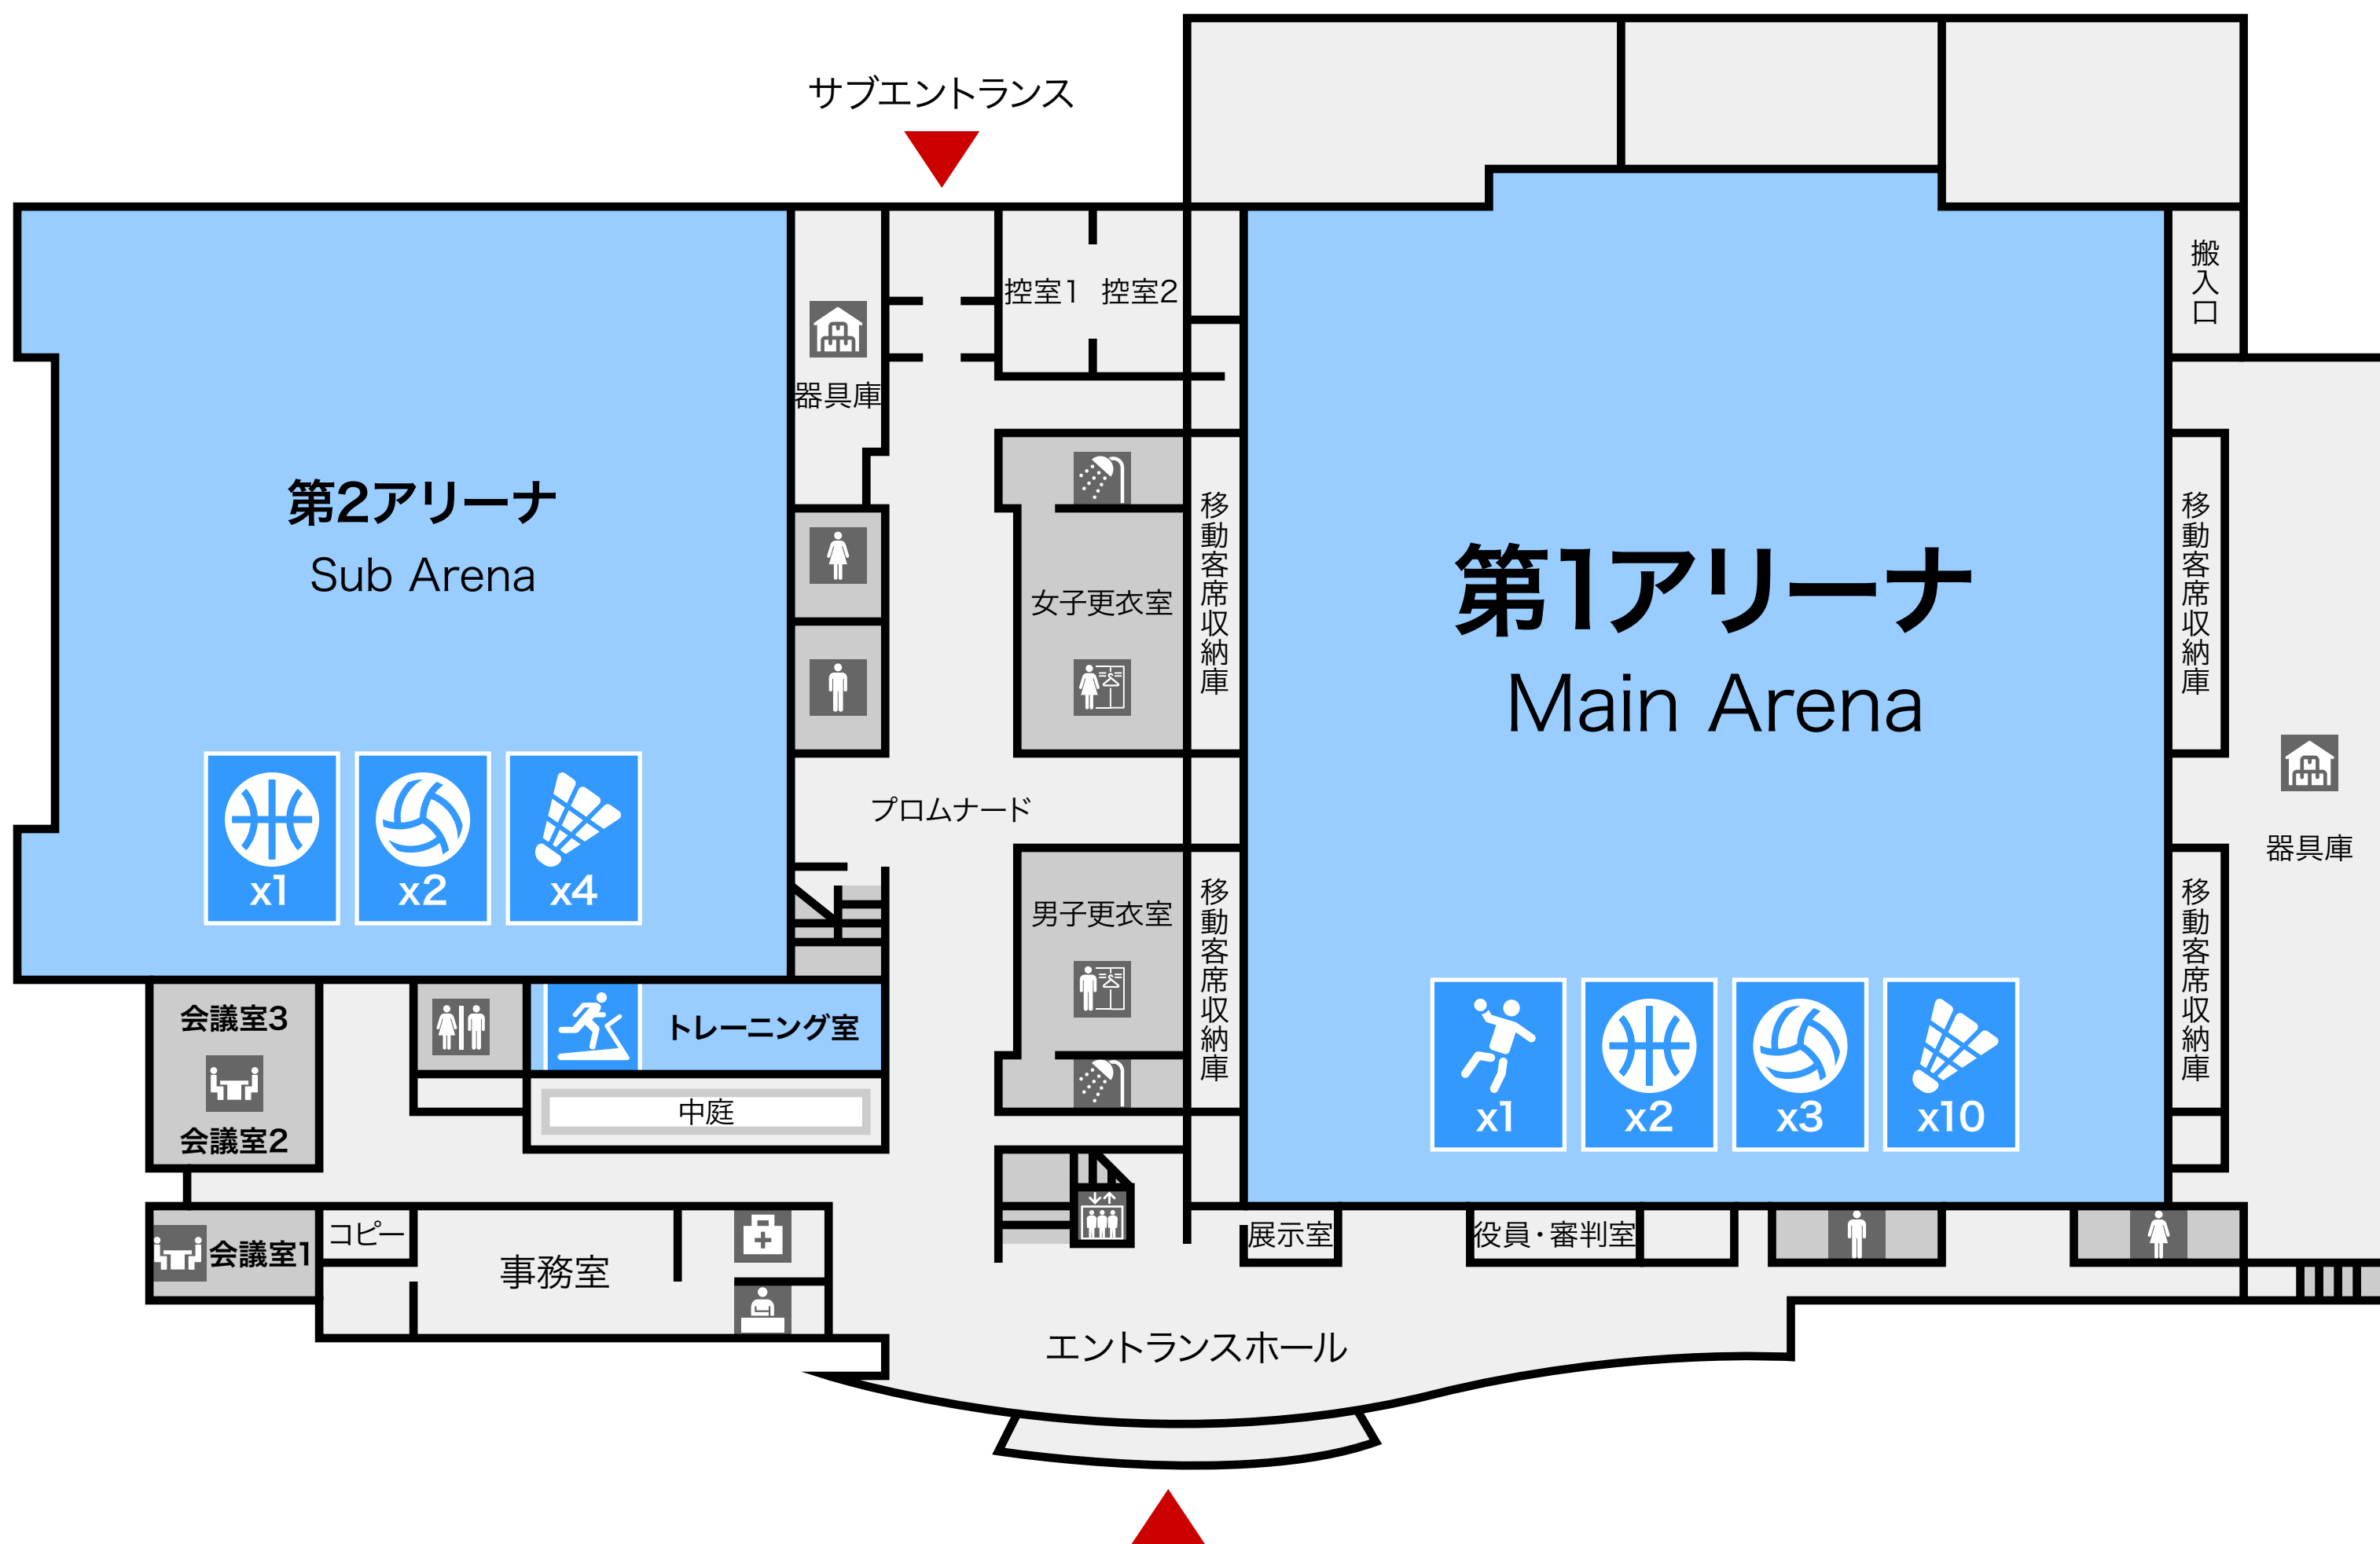 サブエントランス
搬入口
控室1
控室2
器具庫
第2アリーナ
Sub Arena
女子更衣室
移動客席収納庫
第1アリーナ
Main Arena
移動客席収納庫
プロムナード
器具庫
x1
x2
x4
男子更衣室
移動客席収納庫
移動客席収納庫
会議室3
トレーニング室
会議室2
中庭
x1
x2
x3
x10
コピー
会議室1
事務室
展示室
役員・審判室
エントランスホール